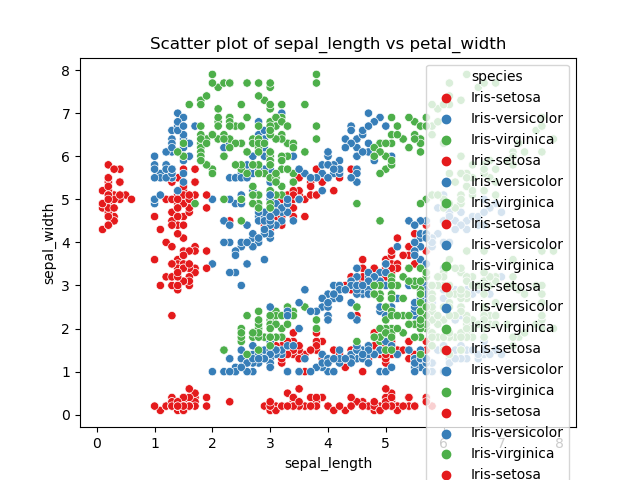 Scatter plot of sepal_length vs petal_width
sepal_width
8
7
6
5
4
3
2
1
0
0
1
2
3
4
5
6
7
8
sepal_length
species
Iris-setosa
Iris-versicolor
Iris-virginica
Iris-setosa
Iris-versicolor
Iris-virginica
Iris-setosa
Iris-versicolor
Iris-virginica
Iris-setosa
Iris-versicolor
Iris-virginica
Iris-setosa
Iris-versicolor
Iris-virginica
Iris-setosa
Iris-versicolor
Iris-virginica
Iris-setosa